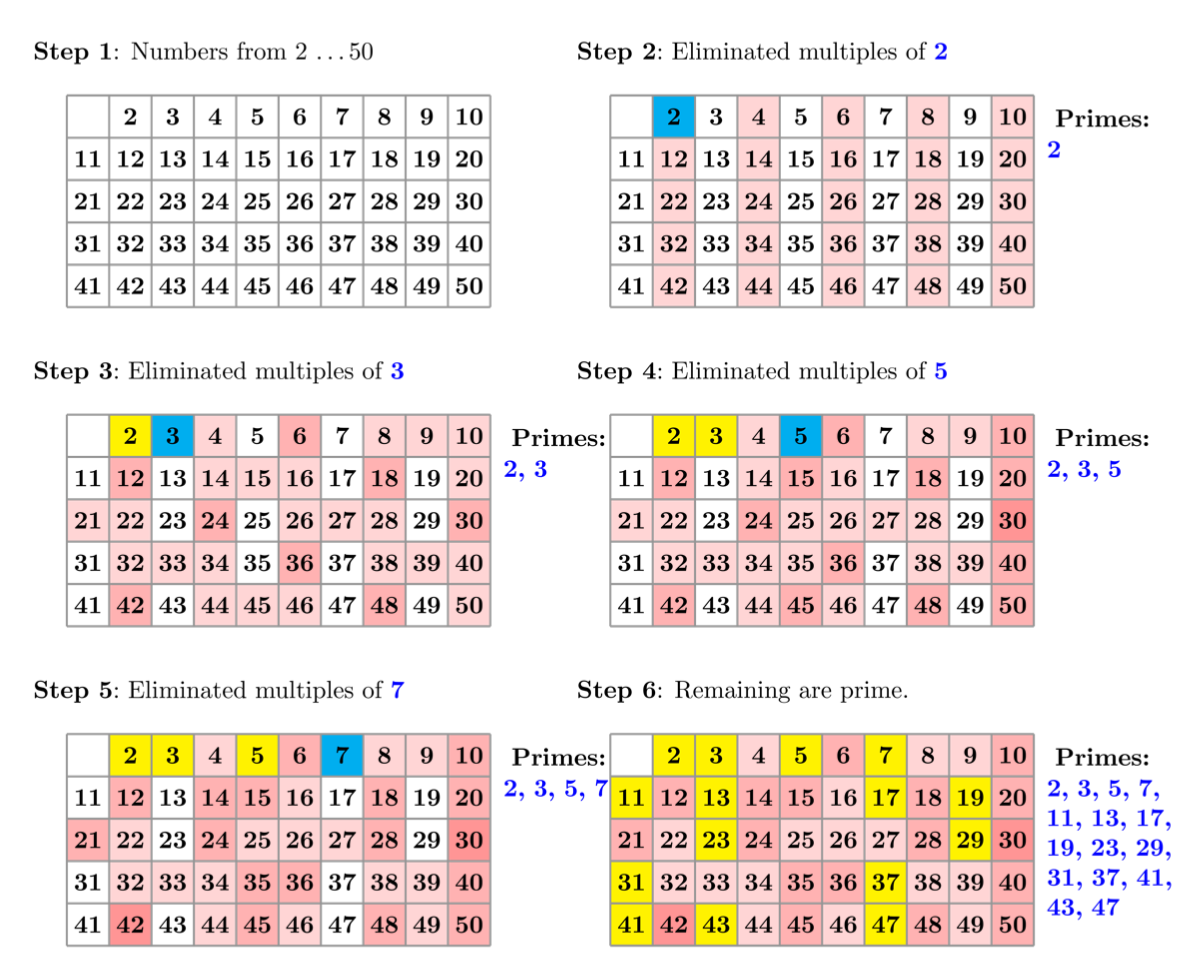 Step 1: Numbers from 2 ... 50
2 3 4 5 6 7 8 9 10
11 12 13 14 15 16 17 18 19 20
21 22 23 24 25 26 27 28 29 30
31 32 33 34 35 36 37 38 39 40
41 42 43 44 45 46 47 48 49 50
Step 2: Eliminated multiples of 2
2 3 4 5 6 7 8 9 10
11 12 13 14 15 16 17 18 19 20
21 22 23 24 25 26 27 28 29 30
31 32 33 34 35 36 37 38 39 40
41 42 43 44 45 46 47 48 49 50
Primes:
2
Step 3: Eliminated multiples of 3
2 3 4 5 6 7 8 9 10
11 12 13 14 15 16 17 18 19 20
21 22 23 24 25 26 27 28 29 30
31 32 33 34 35 36 37 38 39 40
41 42 43 44 45 46 47 48 49 50
Primes:
2, 3
Step 4: Eliminated multiples of 5
2 3 4 5 6 7 8 9 10
11 12 13 14 15 16 17 18 19 20
21 22 23 24 25 26 27 28 29 30
31 32 33 34 35 36 37 38 39 40
41 42 43 44 45 46 47 48 49 50
Primes:
2, 3, 5
Step 5: Eliminated multiples of 7
2 3 4 5 6 7 8 9 10
11 12 13 14 15 16 17 18 19 20
21 22 23 24 25 26 27 28 29 30
31 32 33 34 35 36 37 38 39 40
41 42 43 44 45 46 47 48 49 50
Primes:
2, 3, 5, 7
Step 6: Remaining are prime.
2 3 4 5 6 7 8 9 10
11 12 13 14 15 16 17 18 19 20
21 22 23 24 25 26 27 28 29 30
31 32 33 34 35 36 37 38 39 40
41 42 43 44 45 46 47 48 49 50
Primes:
2, 3, 5, 7,
11, 13, 17,
19, 23, 29,
31, 37, 41,
43, 47